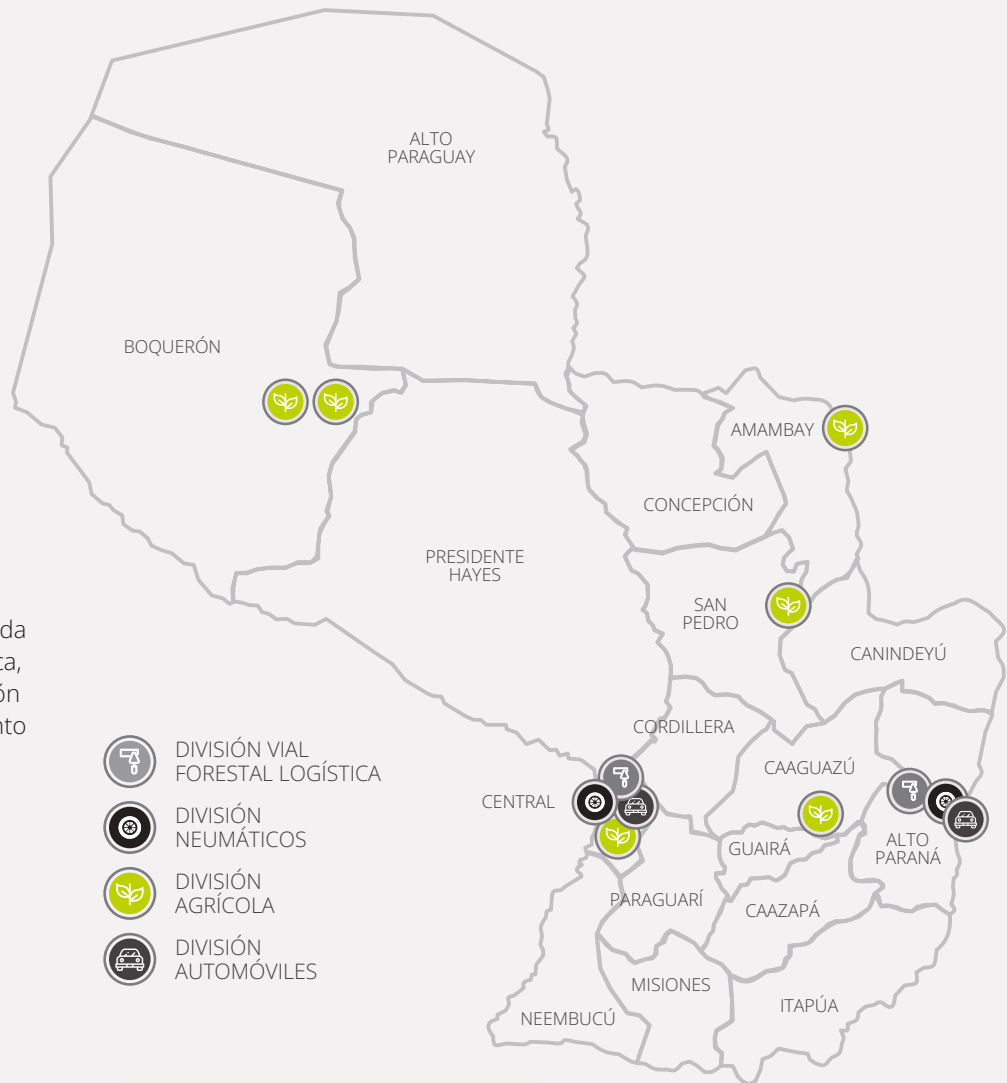 ALTO
PARAGUAY
BOQUERÓN
AMAMBAY
CONCEPCIÓN
PRESIDENTE
HAYES
SAN
PEDRO
CANINDEYÚ
CORDILLERA
CAAGUAZÚ
CENTRAL
GUAIRÁ
ALTO
PARANÁ
PARAGUARÍ
CAAZAPÁ
MISIONES
ITAPÚA
NEEMBUCÚ
DIVISIÓN VIAL
FORESTAL LOGÍSTICA
DIVISIÓN
NEUMÁTICOS
DIVISIÓN
AGRÍCOLA
DIVISIÓN
AUTOMÓVILES